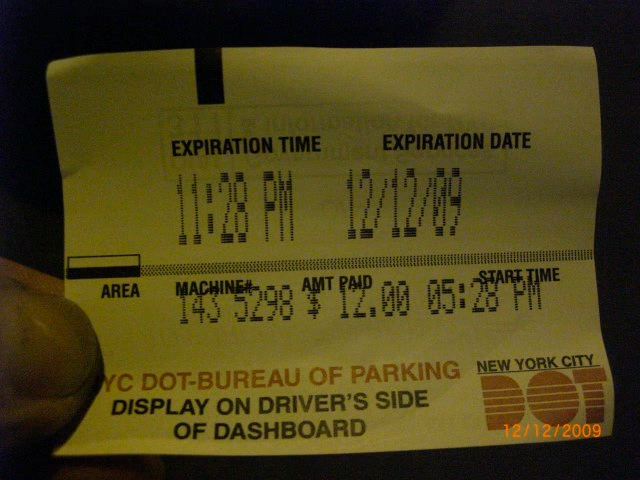 EXPIRATION TIME EXPIRATION DATE
11:28 PM 12/12/09
AREA MACHINE# AMT PAID START TIME
143 5298 $ 12.00 05:28 PM
YC DOT-BUREAU OF PARKING
DISPLAY ON DRIVER'S SIDE
OF DASHBOARD
NEW YORK CITY
DOT
12/12/2009